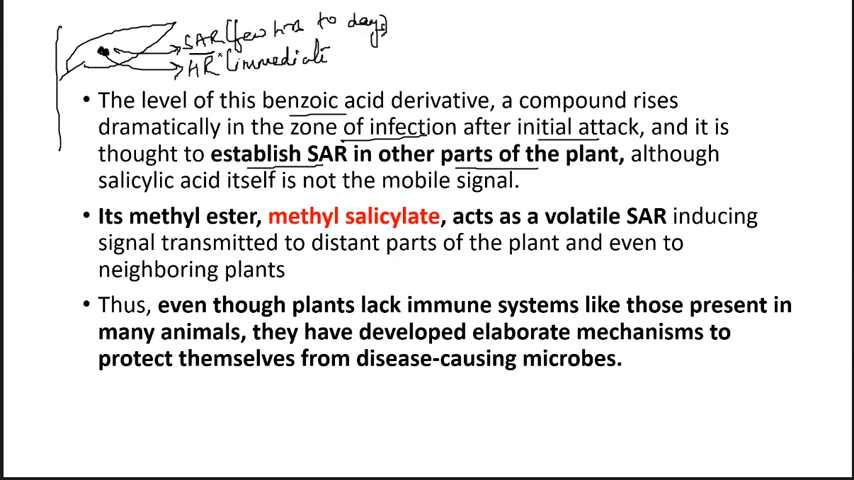 SAR (few hrs to days)
HR (immediate
• The level of this benzoic acid derivative, a compound rises
dramatically in the zone of infection after initial attack, and it is
thought to establish SAR in other parts of the plant, although
salicylic acid itself is not the mobile signal.
• Its methyl ester, methyl salicylate, acts as a volatile SAR inducing
signal transmitted to distant parts of the plant and even to
neighboring plants
• Thus, even though plants lack immune systems like those present in
many animals, they have developed elaborate mechanisms to
protect themselves from disease-causing microbes.